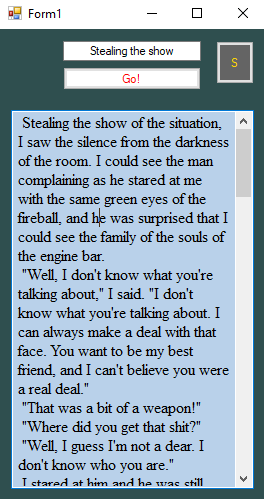 Form1
Stealing the show
Go!
S
Stealing the show of the situation,
I saw the silence from the darkness
of the room. I could see the man
complaining as he stared at me
with the same green eyes of the
fireball, and he was surprised that I
could see the family of the souls of
the engine bar.
"Well, I don't know what you're
talking about," I said. "I don't
know what you're talking about. I
can always make a deal with that
face. You want to be my best
friend, and I can't believe you were
a real deal."
"That was a bit of a weapon!"
"Where did you get that shit?"
"Well, I guess I'm not a dear. I
don't know who you are."
I stared at him and he was still